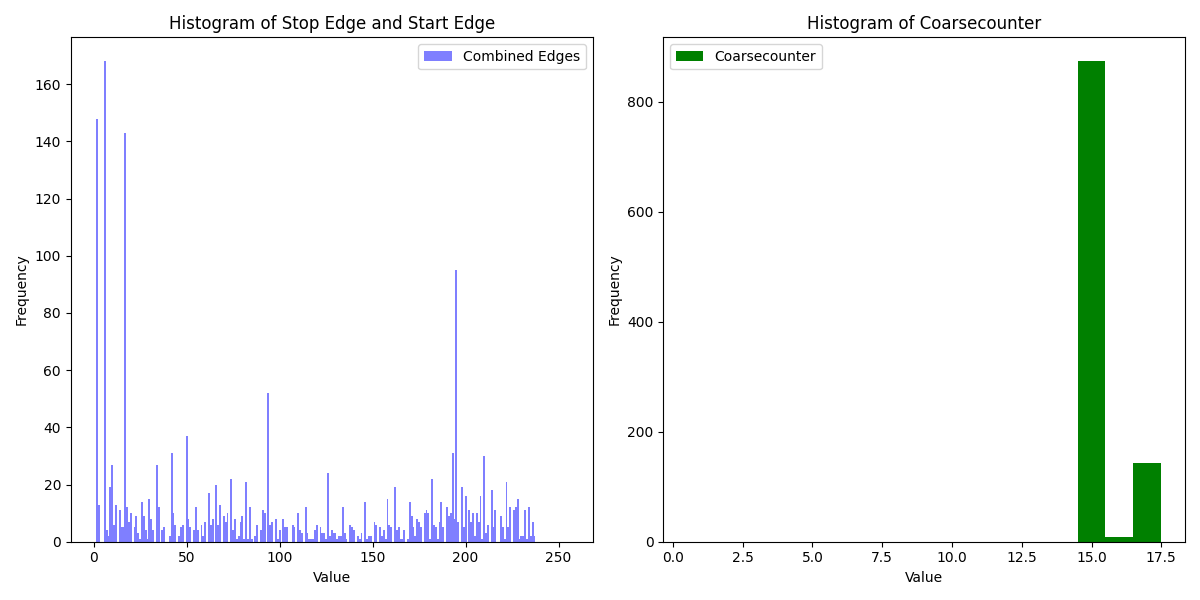 Histogram of Stop Edge and Start Edge
Combined Edges
Frequency
160
140
120
100
80
60
40
20
0
0 50 100 150 200 250
Value
Histogram of Coarsecounter
Coarsecounter
Frequency
800
600
400
200
0
0.0 2.5 5.0 7.5 10.0 12.5 15.0 17.5
Value